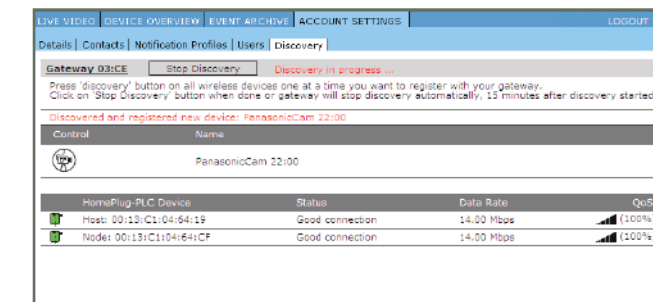 LIVE VIDEO DEVICE OVERVIEW EVENT ARCHIVE ACCOUNT SETTINGS LOGOUT
Details | Contacts | Notification Profiles | Users | Discovery
Gateway 03:CE Stop Discovery Discovery in progress ...
Press 'discovery' button on all wireless devices one at a time you want to register with your gateway.
Click on 'Stop Discovery' button when done or gateway will stop discovery automatically, 15 minutes after discovery started
Discovered and registered new device: PanasonicCam 22:00
Control Name
PanasonicCam 22:00
HomePlug-PLC Device Status Data Rate QoS
Host: 00:13:C1:04:64:19 Good connection 14.00 Mbps (100%
Node: 00:13:C1:04:64:CF Good connection 14.00 Mbps (100%